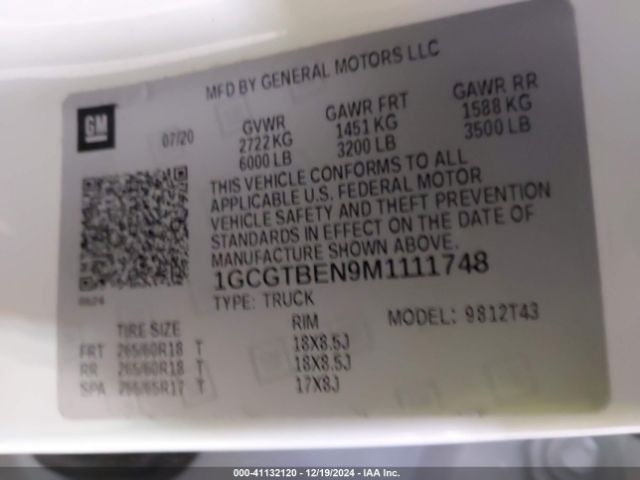 MFD BY GENERAL MOTORS LLC
GM
07/20
GVWR GAWR FRT GAWR RR
2722 KG 1451 KG 1588 KG
6000 LB 3200 LB 3500 LB
THIS VEHICLE CONFORMS TO ALL
APPLICABLE U.S. FEDERAL MOTOR
VEHICLE SAFETY AND THEFT PREVENTION
STANDARDS IN EFFECT ON THE DATE OF
MANUFACTURE SHOWN ABOVE.
1GCGTBEN9M1111748
TYPE: TRUCK
MODEL: 9812T43
TIRE SIZE RIM
FRT 265/60R18 T 18X8.5J
RR 265/60R18 T 18X8.5J
SPA 265/65R17 T 17X8J
000-41132120 - 12/19/2024 - IAA Inc.